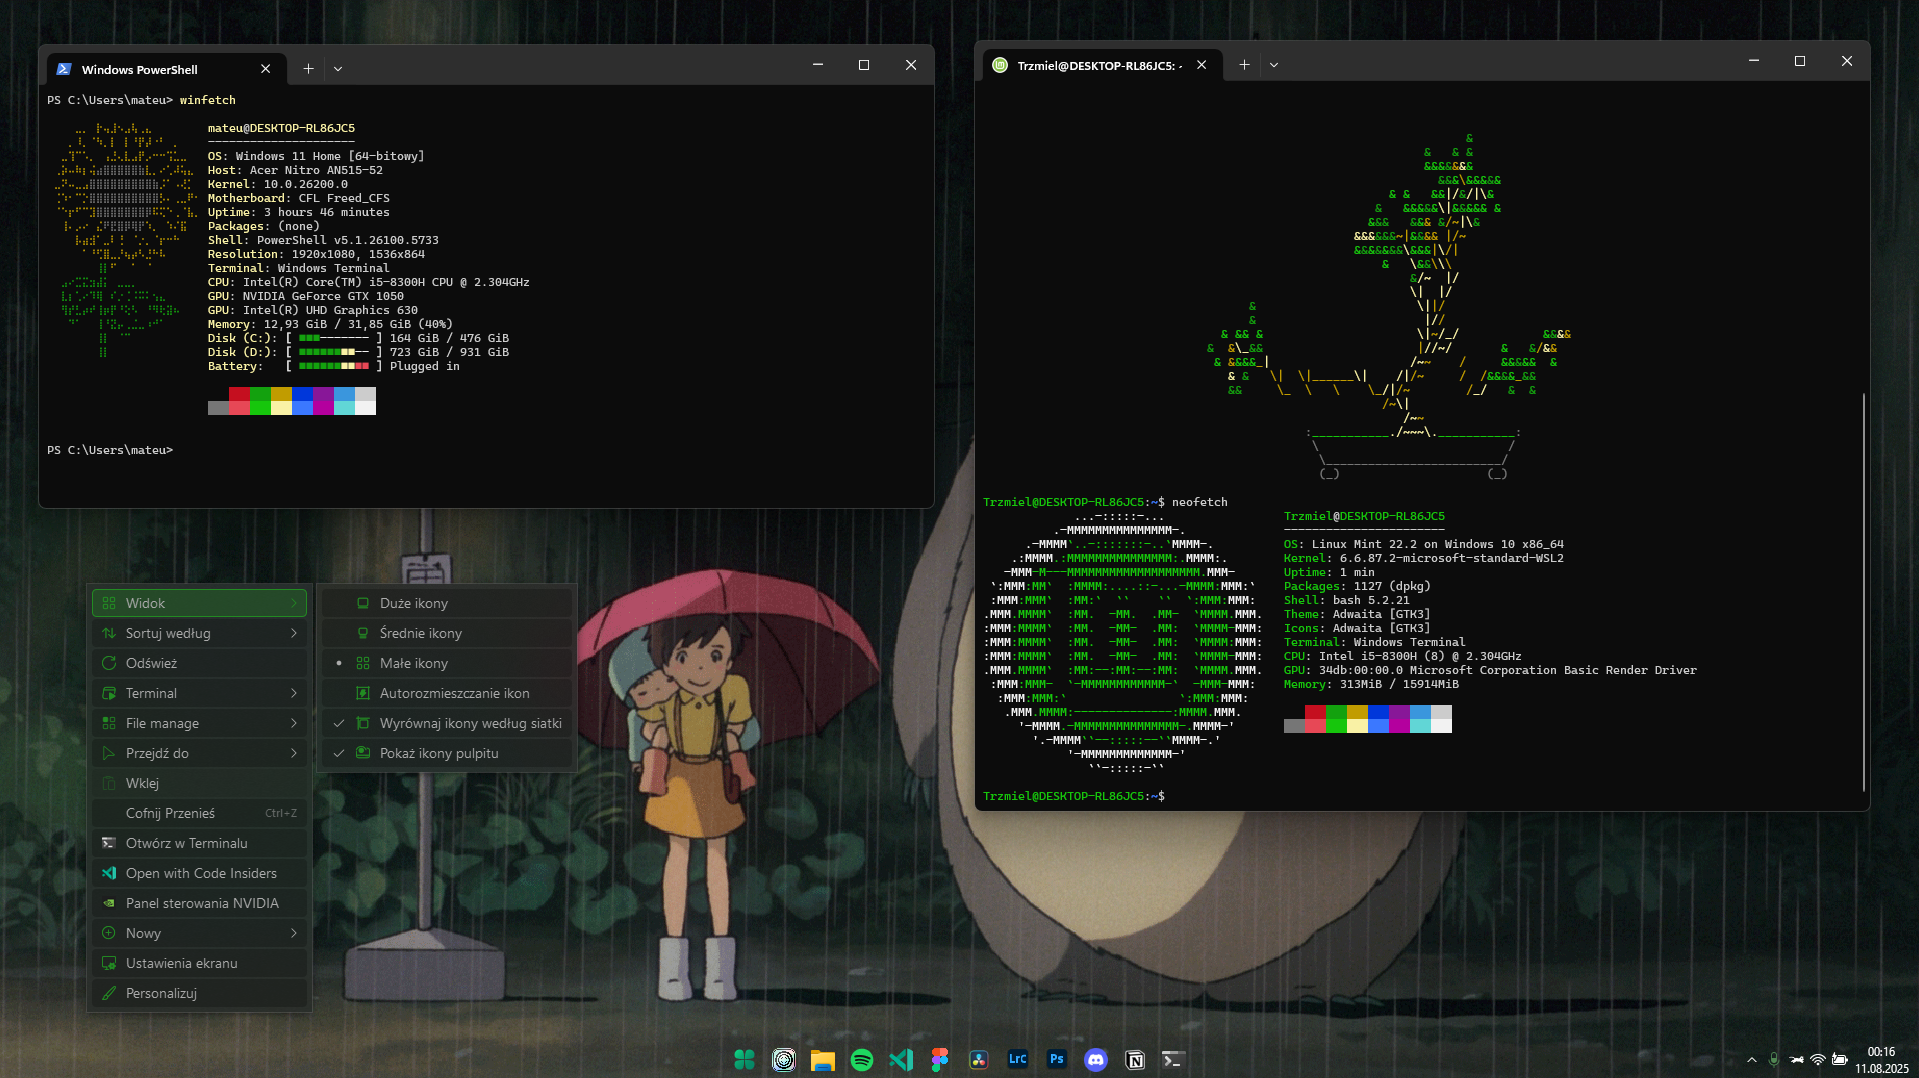 Windows PowerShell
PS C:\Users\mateu> winfetch
mateu@DESKTOP-RL86JC5
---------------------
OS: Windows 11 Home [64-bitowy]
Host: Acer Nitro AN515-52
Kernel: 10.0.26200.0
Motherboard: CFL Freed_CFS
Uptime: 3 hours 46 minutes
Packages: (none)
Shell: PowerShell v5.1.26100.5733
Resolution: 1920x1080, 1536x864
Terminal: Windows Terminal
CPU: Intel(R) Core(TM) i5-8300H CPU @ 2.304GHz
GPU: NVIDIA GeForce GTX 1050
GPU: Intel(R) UHD Graphics 630
Memory: 12,93 GiB / 31,85 GiB (40%)
Disk (C:): [ ■■■------- ] 164 GiB / 476 GiB
Disk (D:): [ ■■■■■■■■-- ] 723 GiB / 931 GiB
Battery: [ ■■■■■■■■■■ ] Plugged in
PS C:\Users\mateu>
Trzmiel@DESKTOP-RL86JC5: ~
Trzmiel@DESKTOP-RL86JC5:~$ neofetch
Trzmiel@DESKTOP-RL86JC5
-----------------------
OS: Linux Mint 22.2 on Windows 10 x86_64
Kernel: 6.6.87.2-microsoft-standard-WSL2
Uptime: 1 min
Packages: 1127 (dpkg)
Shell: bash 5.2.21
Theme: Adwaita [GTK3]
Icons: Adwaita [GTK3]
Terminal: Windows Terminal
CPU: Intel i5-8300H (8) @ 2.304GHz
GPU: 34db:00:00.0 Microsoft Corporation Basic Render Driver
Memory: 313MiB / 15914MiB
Trzmiel@DESKTOP-RL86JC5:~$
Widok
Sortuj według
Odśwież
Terminal
File manage
Przejdź do
Wklej
Cofnij Przenieś Ctrl+Z
Otwórz w Terminalu
Open with Code Insiders
Panel sterowania NVIDIA
Nowy
Ustawienia ekranu
Personalizuj
Duże ikony
Średnie ikony
Małe ikony
Autorozmieszczanie ikon
Wyrównaj ikony według siatki
Pokaż ikony pulpitu
LrC
Ps
00:16
11.08.2025